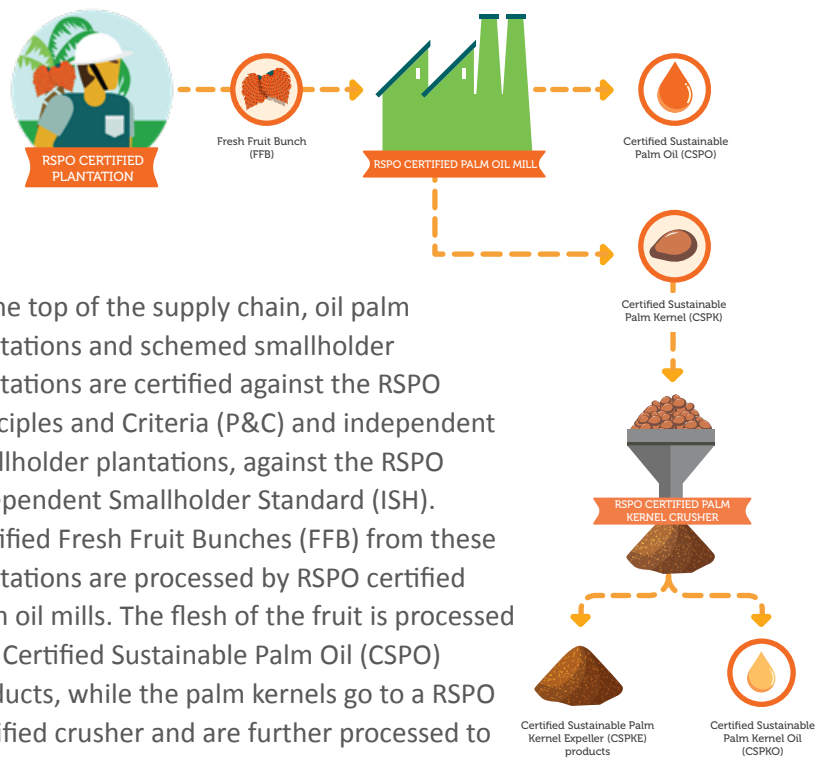 RSPO CERTIFIED
PLANTATION
Fresh Fruit Bunch
(FFB)
RSPO CERTIFIED PALM OIL MILL
Certified Sustainable
Palm Oil (CSPO)
Certified Sustainable
Palm Kernel (CSPK)
top of the supply chain, oil palm
tations and schemed smallholder
tations are certified against the RSPO
ciples and Criteria (P&C) and independent
llholder plantations, against the RSPO
pendent Smallholder Standard (ISH).
ified Fresh Fruit Bunches (FFB) from these
tations are processed by RSPO certified
oil mills. The flesh of the fruit is processed
Certified Sustainable Palm Oil (CSPO)
ducts, while the palm kernels go to a RSPO
ified crusher and are further processed to
RSPO CERTIFIED PALM
KERNEL CRUSHER
Certified Sustainable Palm
Kernel Expeller (CSPKE)
products
Certified Sustainable
Palm Kernel Oil
(CSPKO)